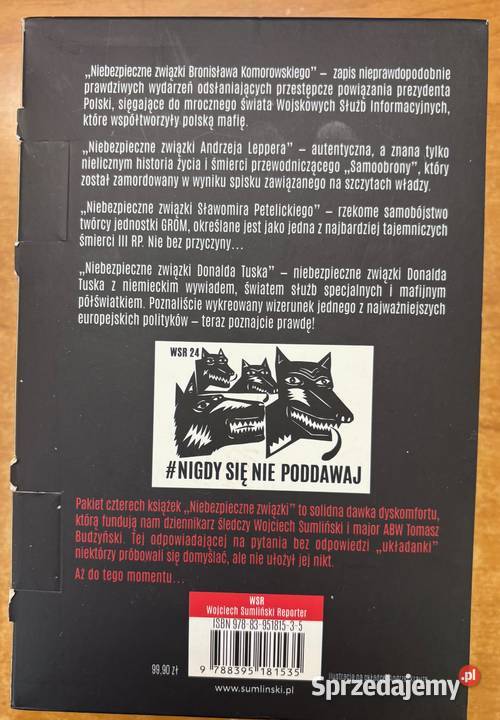 „Niebezpieczne związki Bronisława Komorowskiego” – zapis nieprawdopodobnie
prawdziwych wydarzeń odsłaniających przestępcze powiązania prezydenta
Polski, sięgające do mrocznego świata Wojskowych Służb Informacyjnych,
które współtworzyły polską mafię.
„Niebezpieczne związki Andrzeja Leppera” – autentyczna, a znana tylko
nielicznym historia życia i śmierci przewodniczącego „Samoobrony”, który
został zamordowany w wyniku spisku zawiązanego na szczytach władzy.
„Niebezpieczne związki Sławomira Petelickiego” – rzekome samobójstwo
twórcy jednostki GROM, określane jest jako jedna z najbardziej tajemniczych
śmierci III RP. Nie bez przyczyny...
„Niebezpieczne związki Donalda Tuska” – niebezpieczne związki Donalda
Tuska z niemieckim wywiadem, światem służb specjalnych i mafijnym
półświatkiem. Poznaliście wykreowany wizerunek jednego z najważniejszych
europejskich polityków – teraz poznajcie prawdę!
WSR 24
#NIGDY SIĘ NIE PODDAWAJ
Pakiet czterech książek „Niebezpieczne związki” to solidna dawka dyskomfortu,
którą fundują nam dziennikarz śledczy Wojciech Sumliński i major ABW Tomasz
Budzyński. Tej odpowiadającej na pytania bez odpowiedzi „układanki”
niektórzy próbowali się domyślać, ale nie ułożył jej nikt.
Aż do tego momentu...
WSR
Wojciech Sumliński Reporter
ISBN 978-83-951815-3-5
9 788395 181535
99,90 zł
www.sumlinski.pl
Sprzedajemy.pl